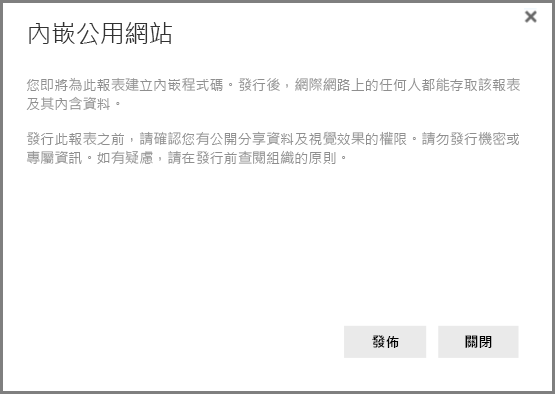 內嵌公用網站
您即將為此報表建立內嵌程式碼。發行後，網際網路上的任何人都能存取該報表
及其內含資料。
發行此報表之前，請確認您有公開分享資料及視覺效果的權限。請勿發行機密或
專屬資訊。如有疑慮，請在發行前查閱組織的原則。
發佈
關閉